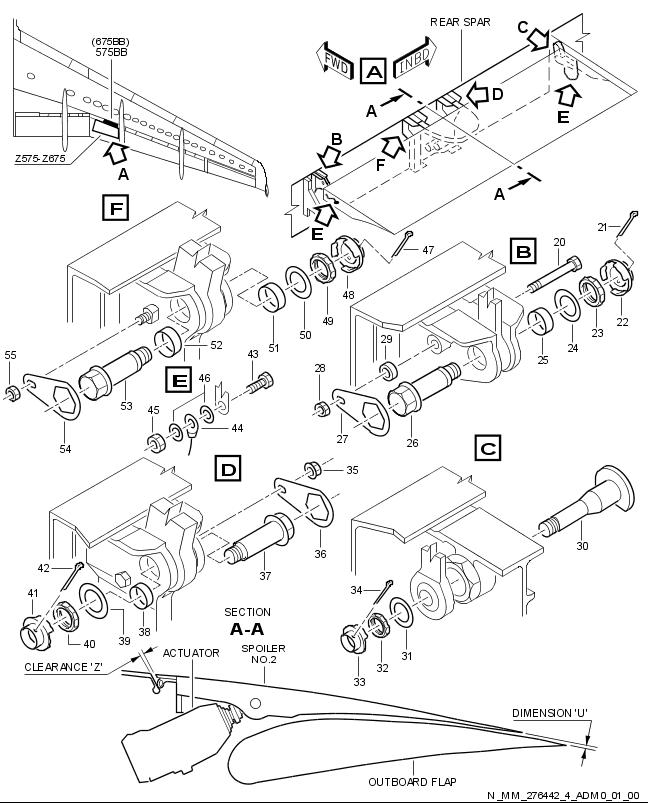 (675BB)
575BB
Z575-Z675
A
REAR SPAR
FWD
A
INBD
C
A
D
E
B
F
A
E
F
47
48
49
50
51
52
53
54
55
B
20
21
22
23
24
25
29
28
27
26
E
46
43
45
44
D
35
36
37
42
41
40
39
38
C
30
34
33
32
31
SECTION
A-A
CLEARANCE 'Z'
ACTUATOR
SPOILER
NO.2
DIMENSION 'U'
OUTBOARD FLAP
N_MM_276442_4_ADM0_01_00